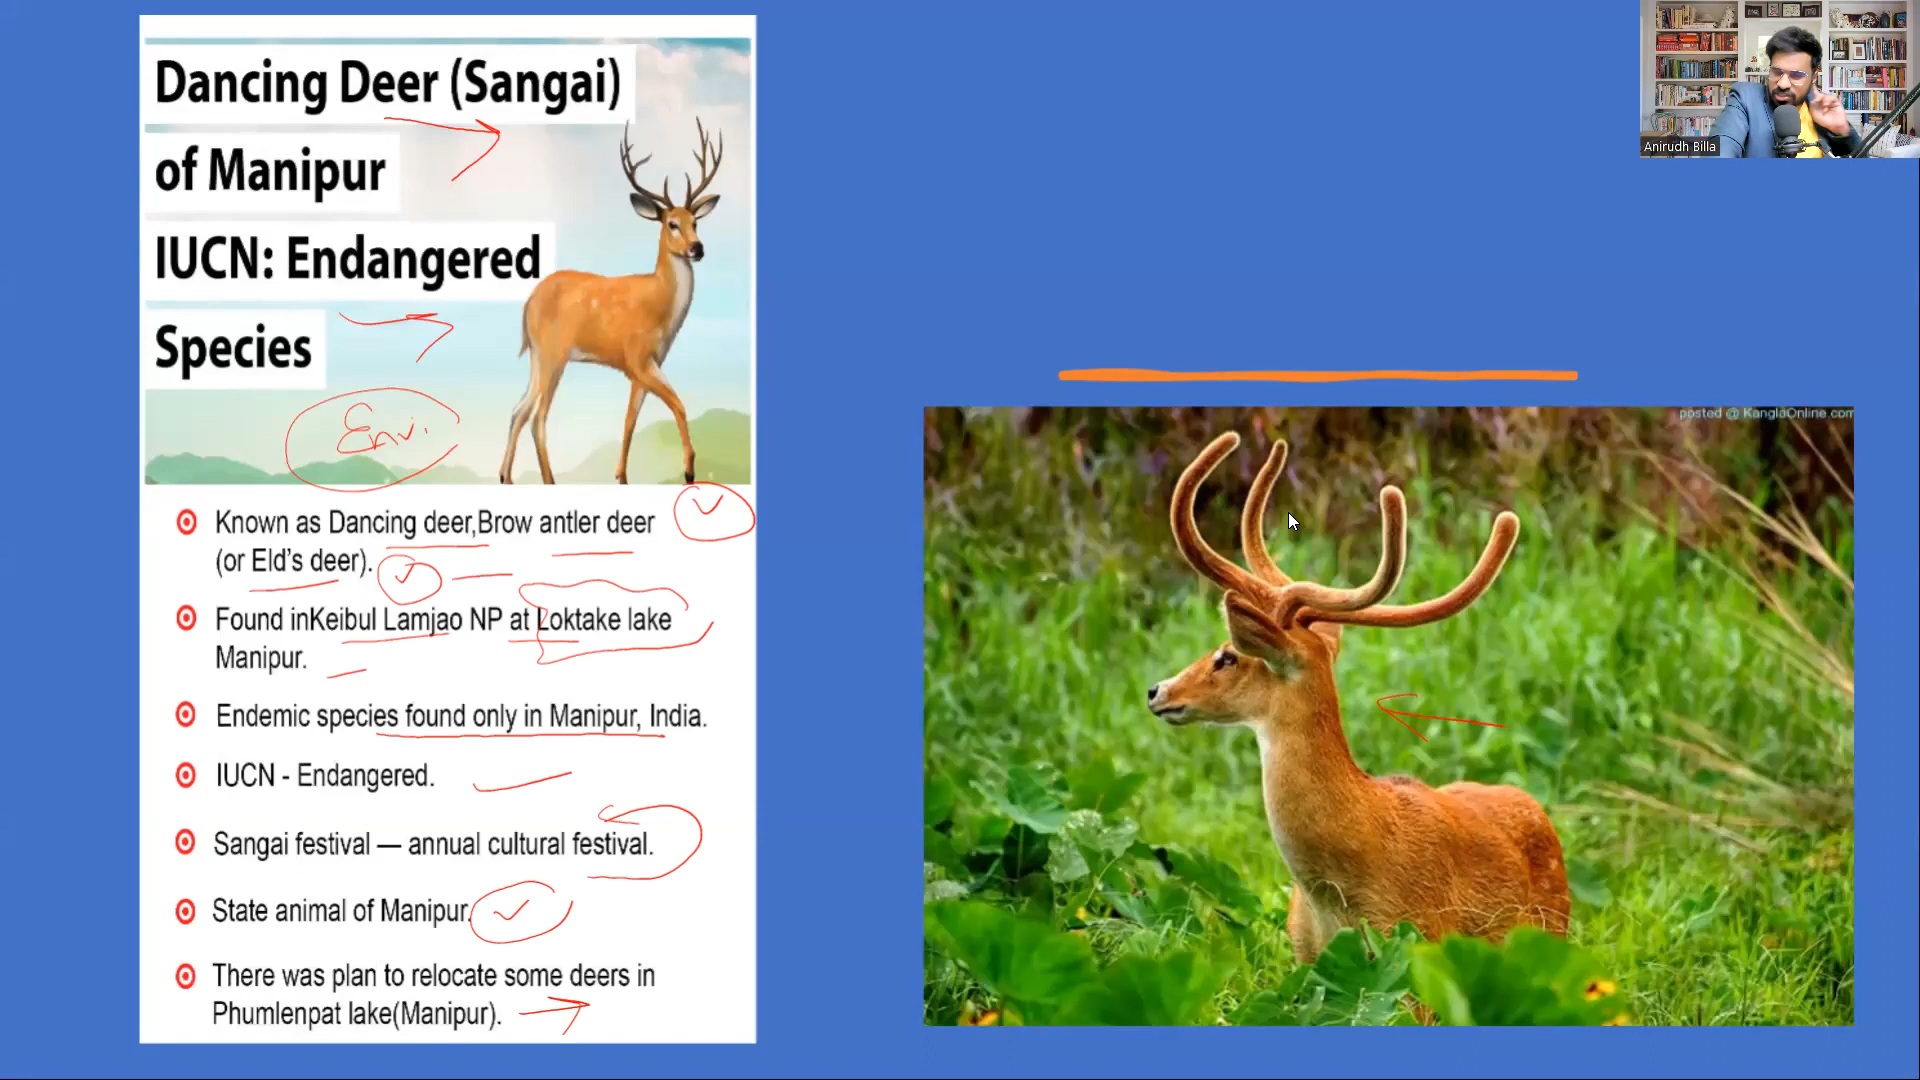 Dancing Deer (Sangai)
of Manipur
IUCN: Endangered
Species
Env.
Known as Dancing deer,Brow antler deer
(or Eld's deer).
Found inKeibul Lamjao NP at Loktake lake
Manipur.
Endemic species found only in Manipur, India.
IUCN - Endangered.
Sangai festival — annual cultural festival.
State animal of Manipur.
There was plan to relocate some deers in
Phumlenpat lake(Manipur).
posted @ KanglaOnline.com
Anirudh Billa